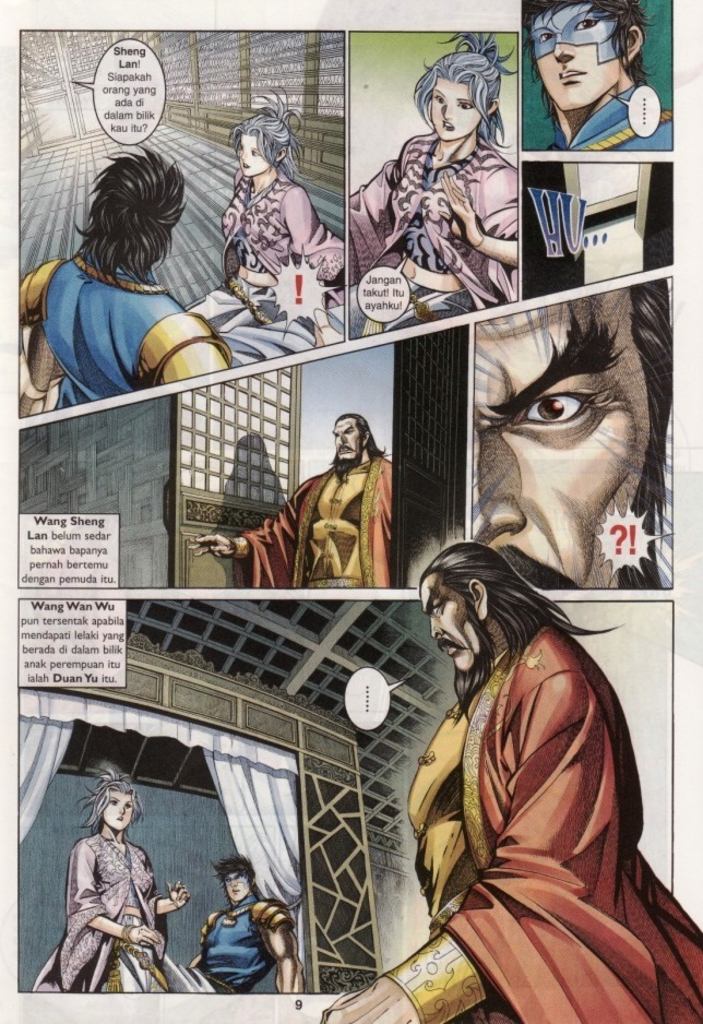 Sheng
Lan!
Siapakah
orang yang
ada di
dalam bilik
kau itu?
!
Jangan
takut! Itu
ayahku!
......
HU...
Wang Sheng
Lan belum sedar
bahawa bapanya
pernah bertemu
dengan pemuda itu.
?!
Wang Wan Wu
pun tersentak apabila
mendapati lelaki yang
berada di dalam bilik
anak perempuan itu
ialah Duan Yu itu.
......
9